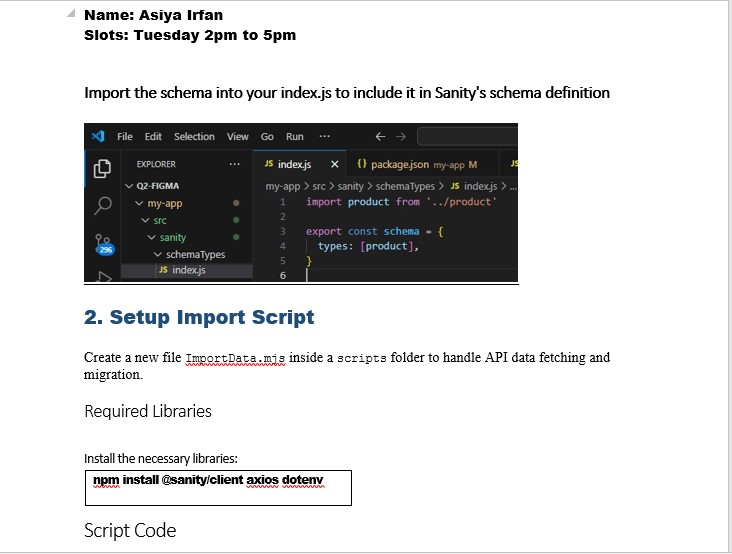 Name: Asiya Irfan
Slots: Tuesday 2pm to 5pm
Import the schema into your index.js to include it in Sanity's schema definition
File Edit Selection View Go Run ···
EXPLORER ···
Q2-FIGMA
my-app
src
sanity
schemaTypes
JS index.js
296
JS index.js × {} package.json my-app M JS
my-app > src > sanity > schemaTypes > JS index.js > ...
1 import product from '../product'
2
3 export const schema = {
4 types: [product],
5 }
6
2. Setup Import Script
Create a new file ImportData.mjs inside a scripts folder to handle API data fetching and
migration.
Required Libraries
Install the necessary libraries:
npm install @sanity/client axios dotenv
Script Code